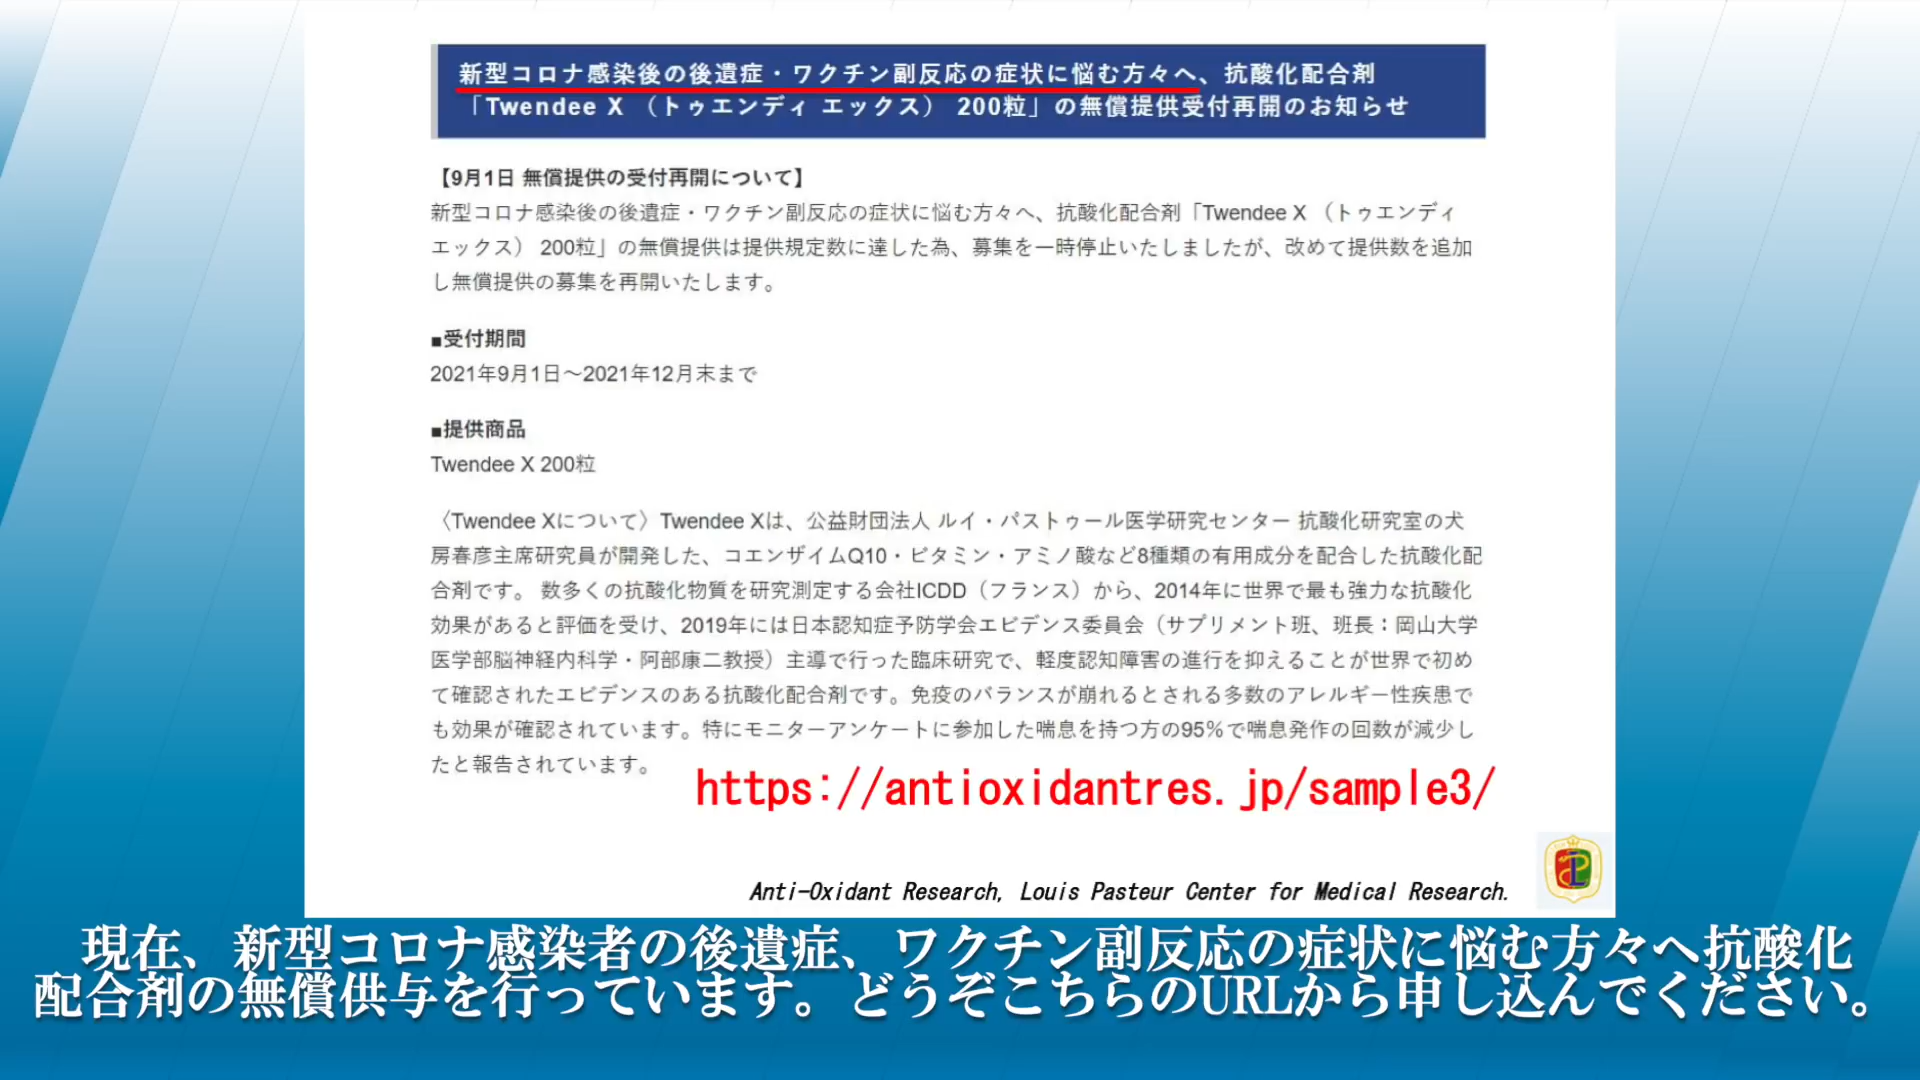 新型コロナ感染後の後遺症・ワクチン副反応の症状に悩む方々へ、抗酸化配合剤
「Twendee X （トゥエンディ エックス） 200粒」の無償提供受付再開のお知らせ
【9月1日 無償提供の受付再開について】
新型コロナ感染後の後遺症・ワクチン副反応の症状に悩む方々へ、抗酸化配合剤「Twendee X （トゥエンディ
エックス） 200粒」の無償提供は提供規定数に達した為、募集を一時停止いたしましたが、改めて提供数を追加
し無償提供の募集を再開いたします。
■受付期間
2021年9月1日～2021年12月末まで
■提供商品
Twendee X 200粒
〈Twendee Xについて〉Twendee Xは、公益財団法人 ルイ・パストゥール医学研究センター 抗酸化研究室の犬
房春彦主席研究員が開発した、コエンザイムQ10・ビタミン・アミノ酸など8種類の有用成分を配合した抗酸化配
合剤です。 数多くの抗酸化物質を研究測定する会社ICDD（フランス）から、2014年に世界で最も強力な抗酸化
効果があると評価を受け、2019年には日本認知症予防学会エビデンス委員会（サプリメント班、班長：岡山大学
医学部脳神経内科学・阿部康二教授）主導で行った臨床研究で、軽度認知障害の進行を抑えることが世界で初め
て確認されたエビデンスのある抗酸化配合剤です。免疫のバランスが崩れるとされる多数のアレルギー性疾患で
も効果が確認されています。特にモニターアンケートに参加した喘息を持つ方の95%で喘息発作の回数が減少し
たと報告されています。
https://antioxidantres.jp/sample3/
Anti-Oxidant Research, Louis Pasteur Center for Medical Research.
現在、新型コロナ感染者の後遺症、ワクチン副反応の症状に悩む方々へ抗酸化
配合剤の無償供与を行っています。どうぞこちらのURLから申し込んでください。